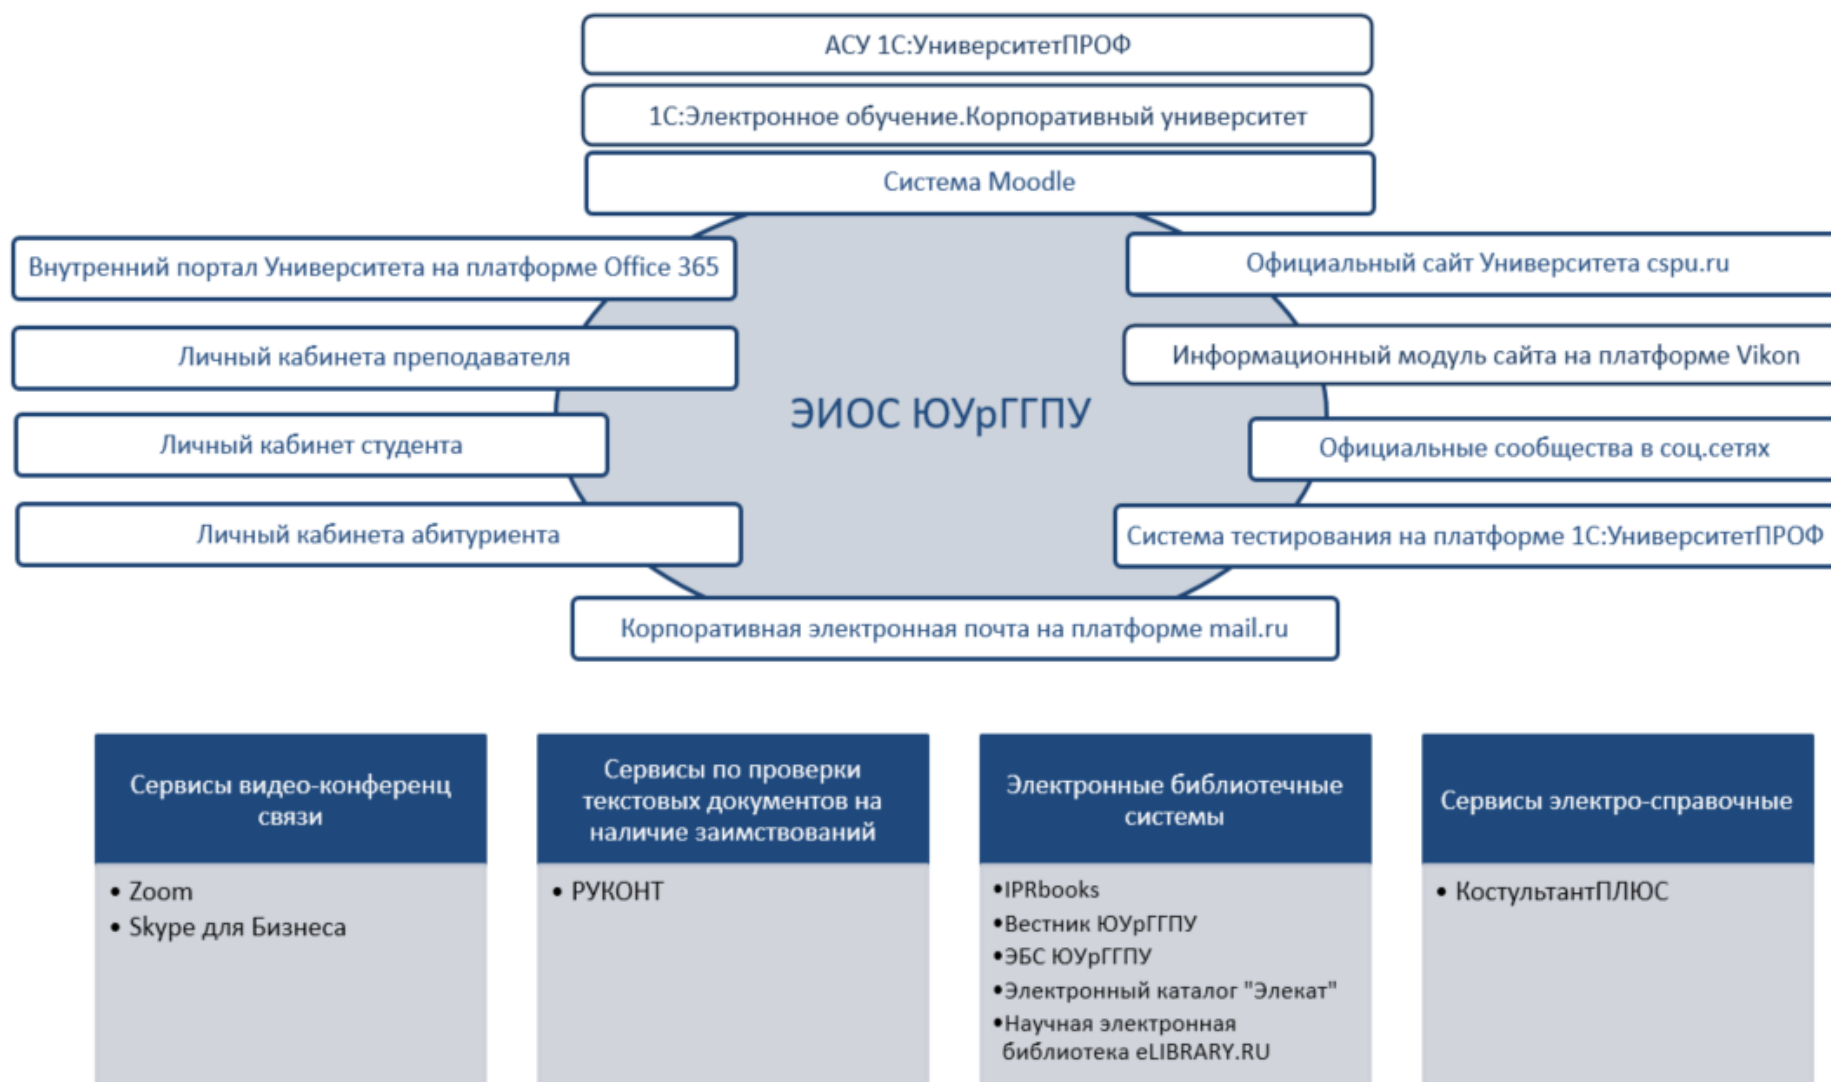 АСУ 1С:УниверситетПРОФ
1С:Электронное обучение.Корпоративный университет
Система Moodle
Внутренний портал Университета на платформе Office 365
Официальный сайт Университета cspu.ru
Личный кабинета преподавателя
Информационный модуль сайта на платформе Vikon
ЭИОС ЮУрГГПУ
Личный кабинет студента
Официальные сообщества в соц.сетях
Личный кабинета абитуриента
Система тестирования на платформе 1С:УниверситетПРОФ
Корпоративная электронная почта на платформе mail.ru
Сервисы видео-конференц
связи
• Zoom
• Skype для Бизнеса
Сервисы по проверки
текстовых документов на
наличие заимствований
• РУКОНТ
Электронные библиотечные
системы
•IPRbooks
•Вестник ЮУрГГПУ
•ЭБС ЮУрГГПУ
•Электронный каталог "Элекат"
•Научная электронная
библиотека eLIBRARY.RU
Сервисы электро-справочные
• КостультантПЛЮС